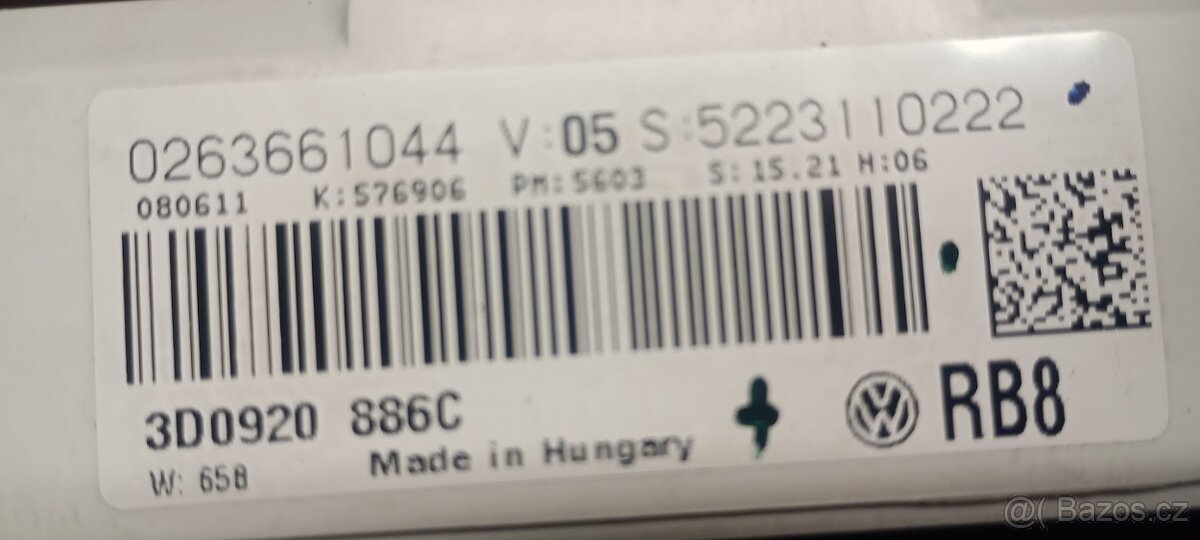 0263661044 V:05 S:5223110222
080611 K:576906 PM:5603 S:15.21 H:06
3D0920 886C
RB8
Made in Hungary
W: 658
@( Bazos.cz